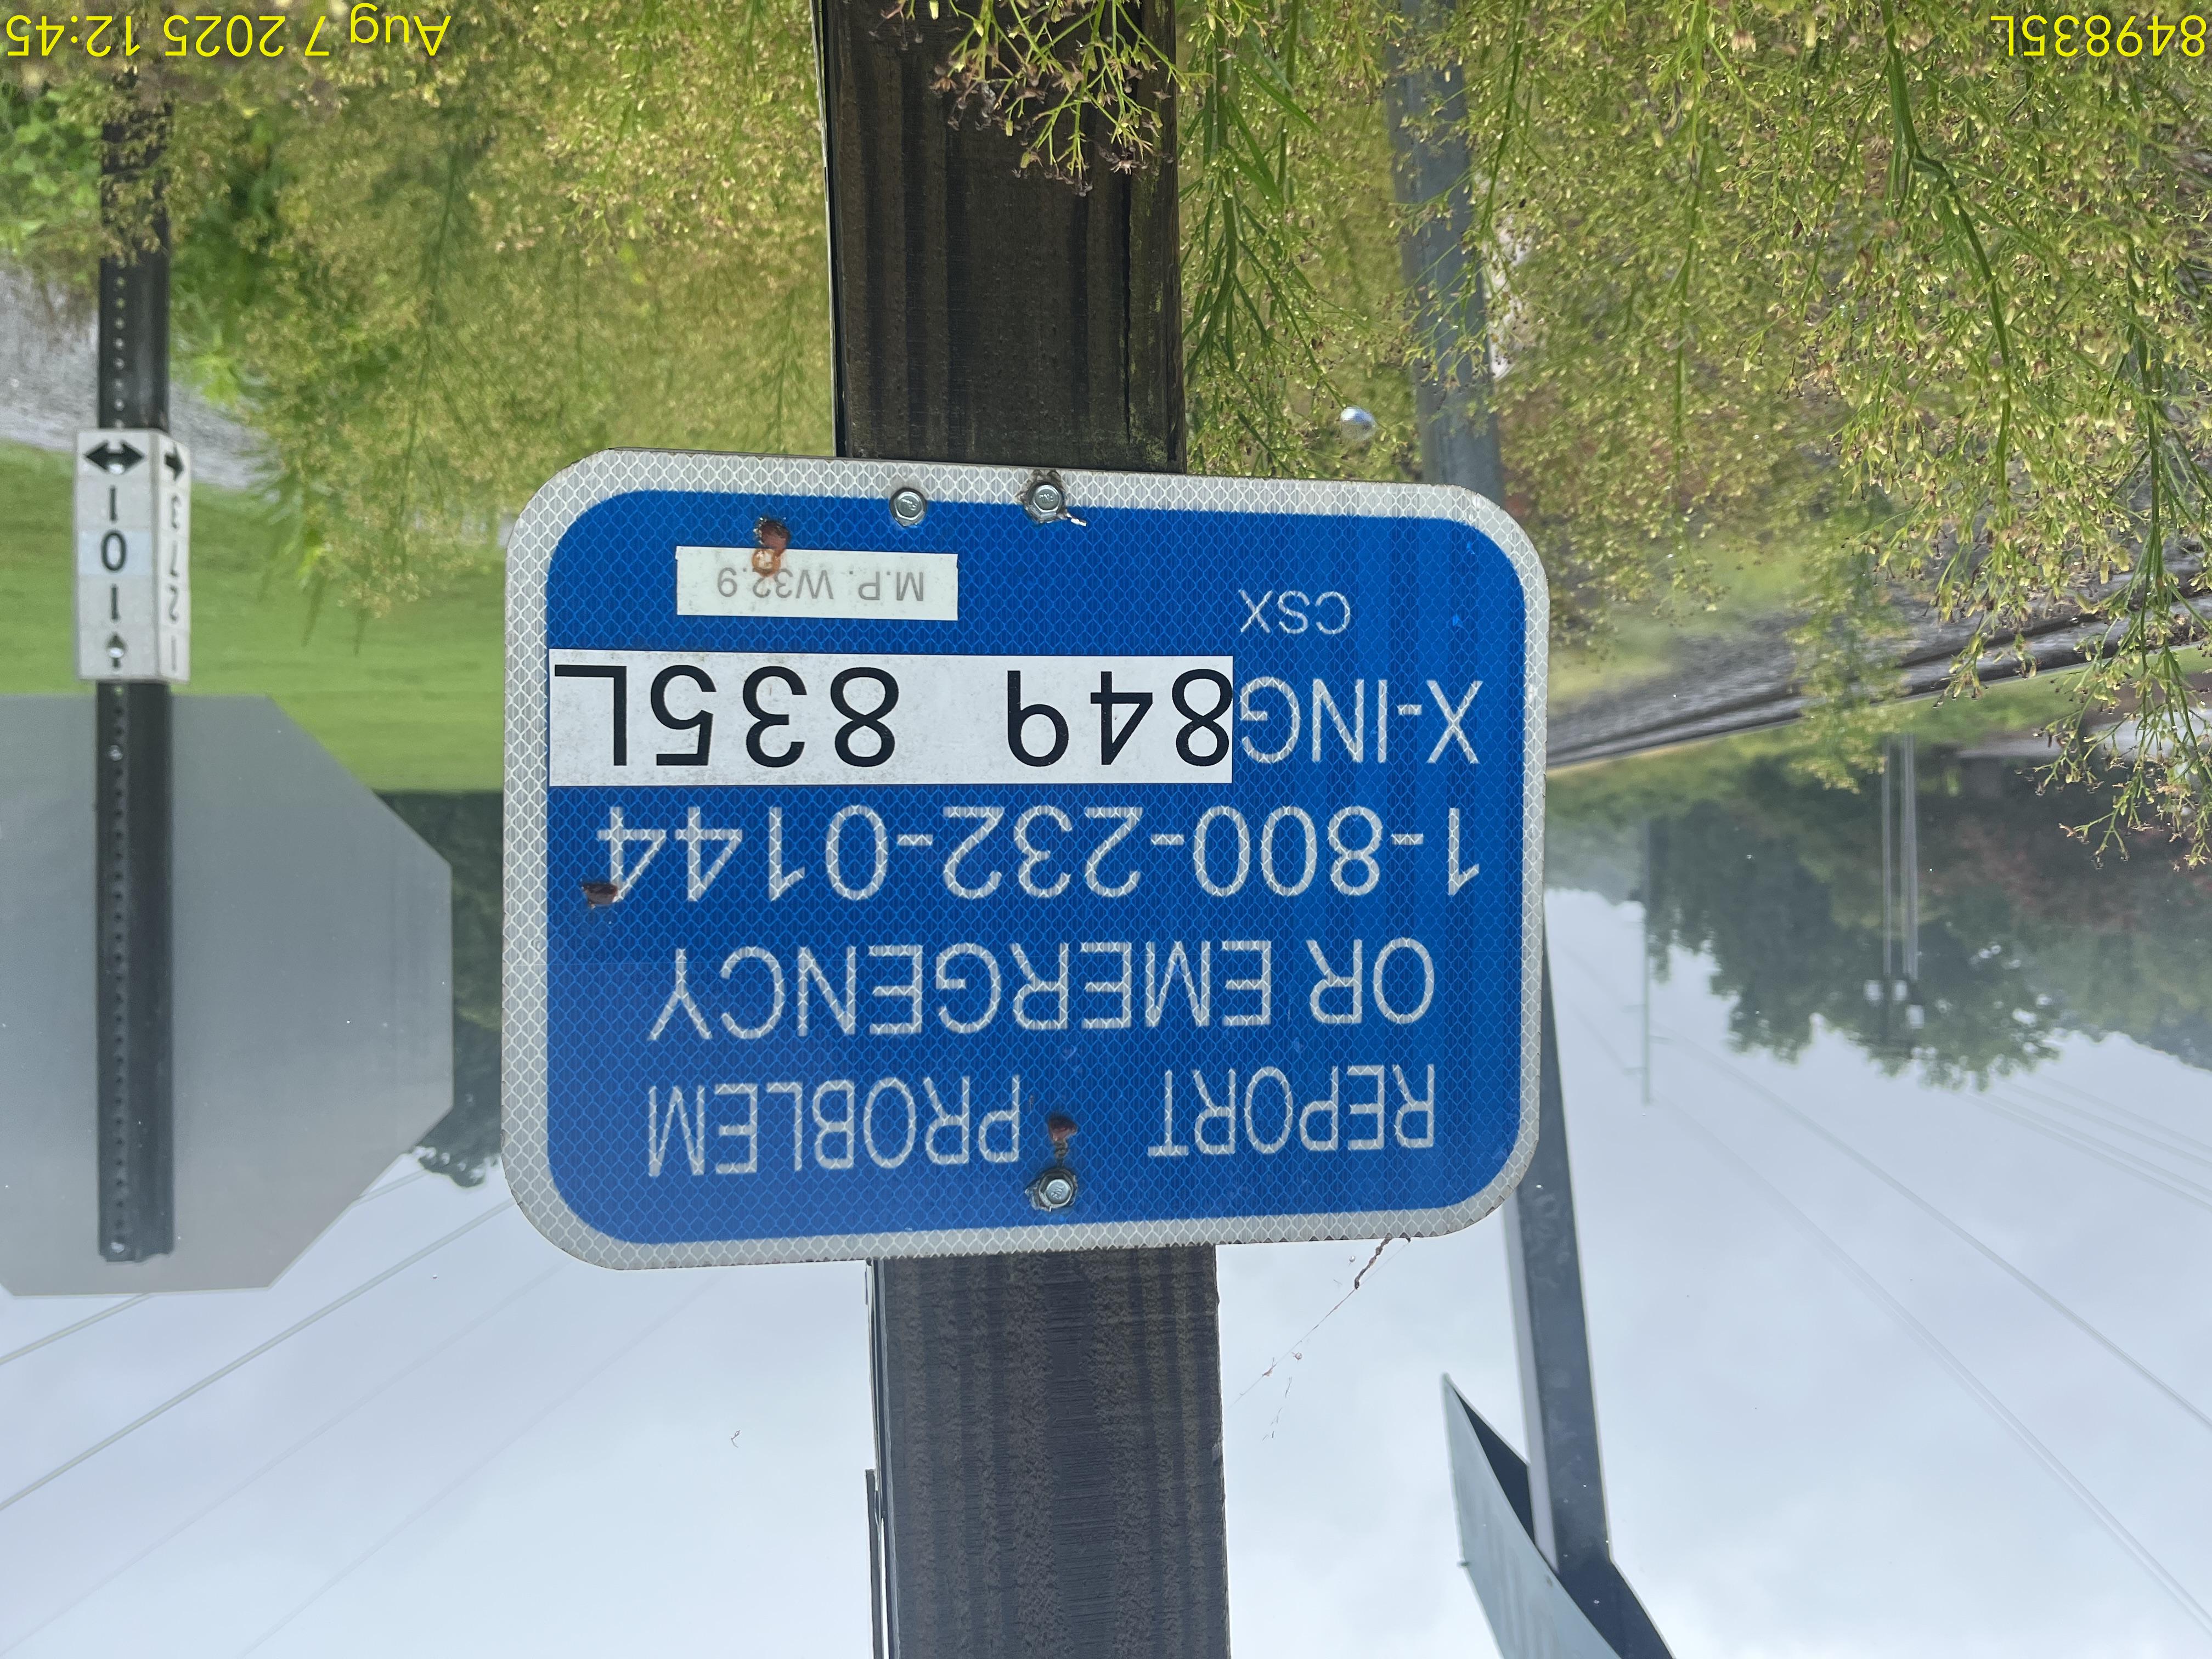 REPORT PROBLEM
OR EMERGENCY
1-800-232-0144
X-ING 849 835L
CSX
M.P. W32.9
101
1273
849835L
Aug 7 2025 12:45